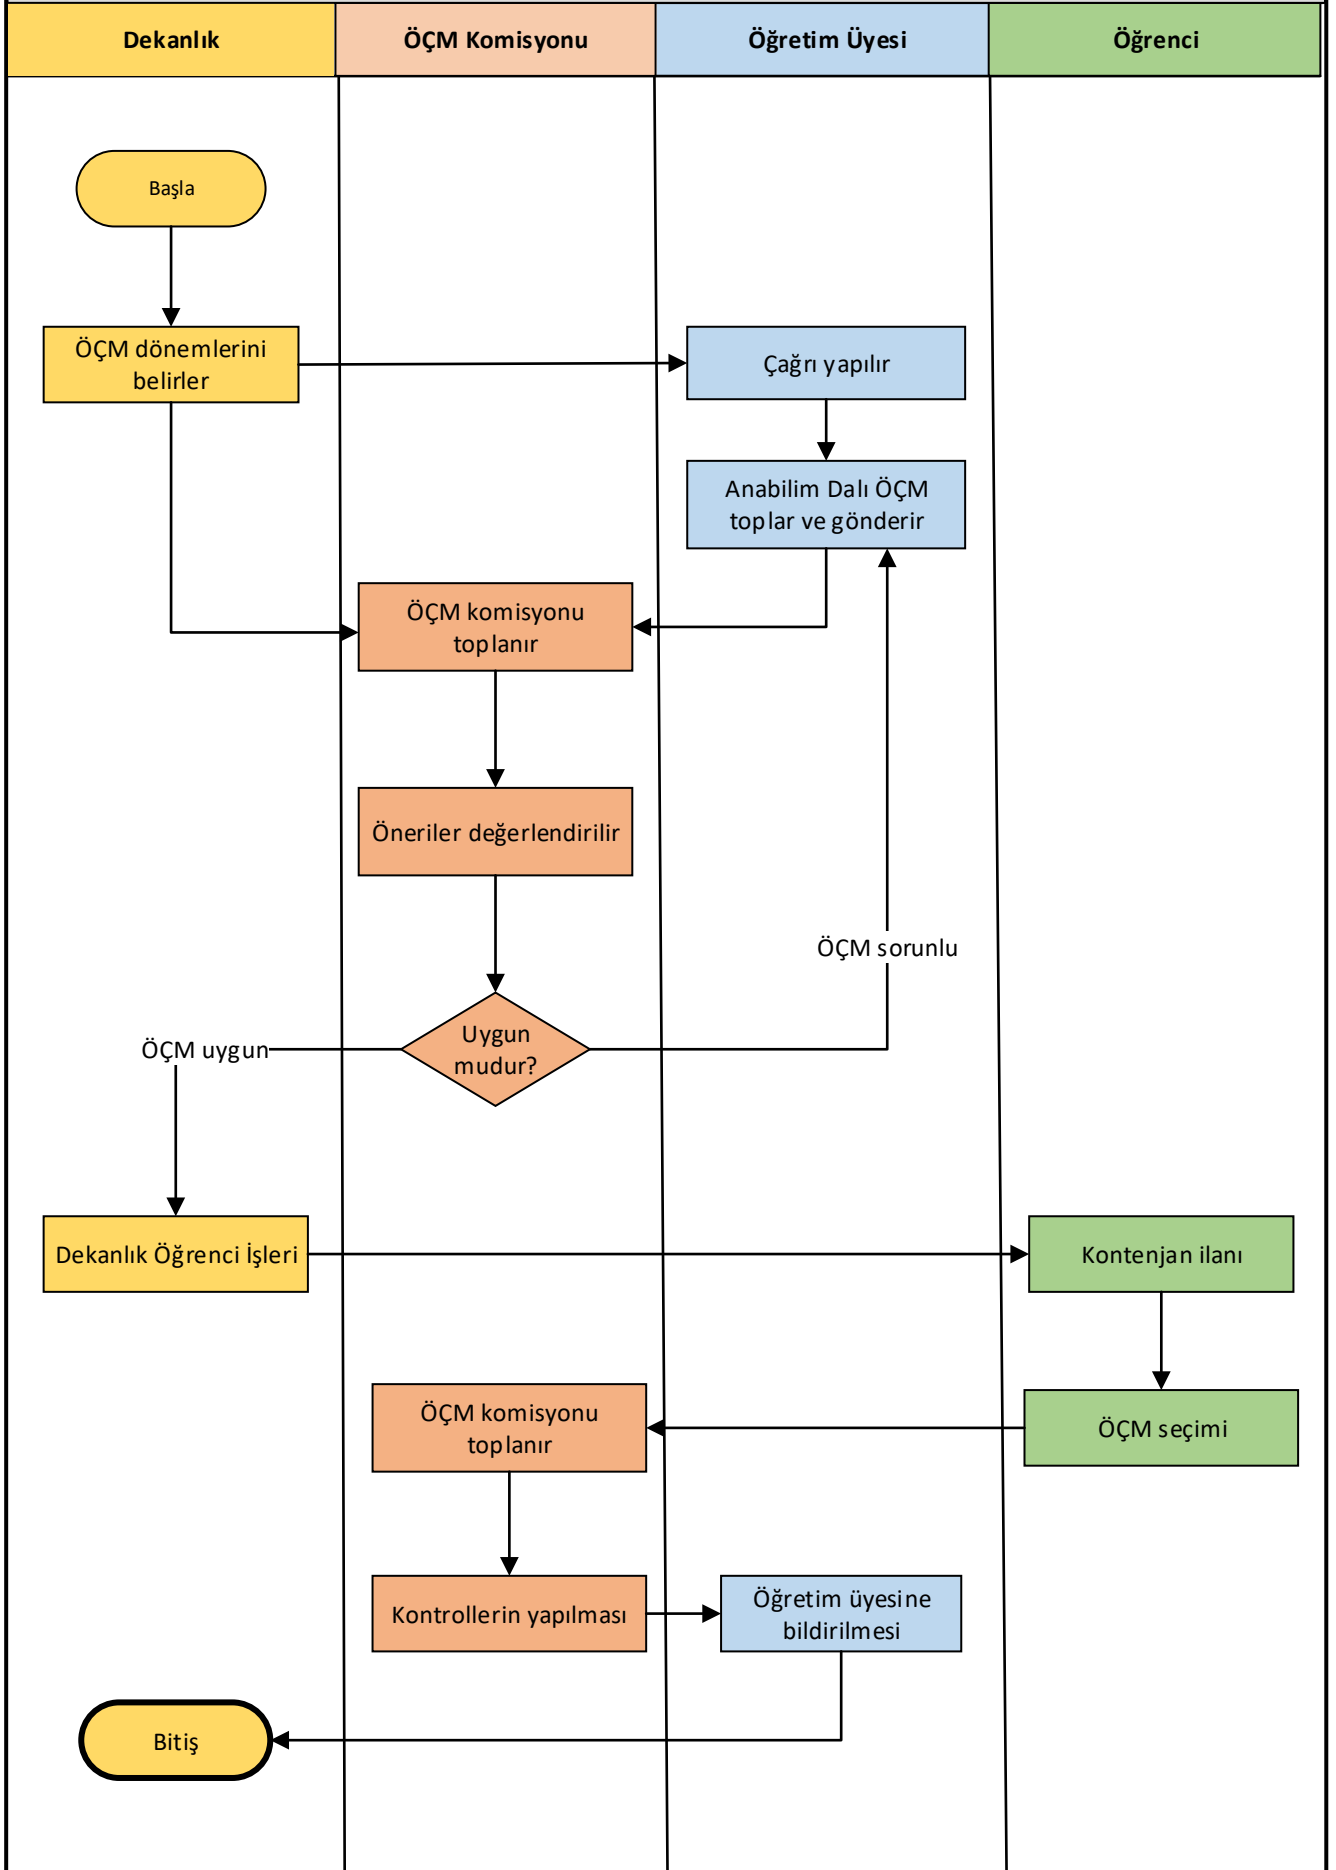 Dekanlık
ÖÇM Komisyonu
Öğretim Üyesi
Öğrenci
Başla
ÖÇM dönemlerini
belirler
Çağrı yapılır
Anabilim Dalı ÖÇM
toplar ve gönderir
ÖÇM komisyonu
toplanır
Öneriler değerlendirilir
ÖÇM sorunlu
Uygun
mudur?
ÖÇM uygun
Dekanlık Öğrenci İşleri
Kontenjan ilanı
ÖÇM komisyonu
toplanır
ÖÇM seçimi
Kontrollerin yapılması
Öğretim üyesine
bildirilmesi
Bitiş